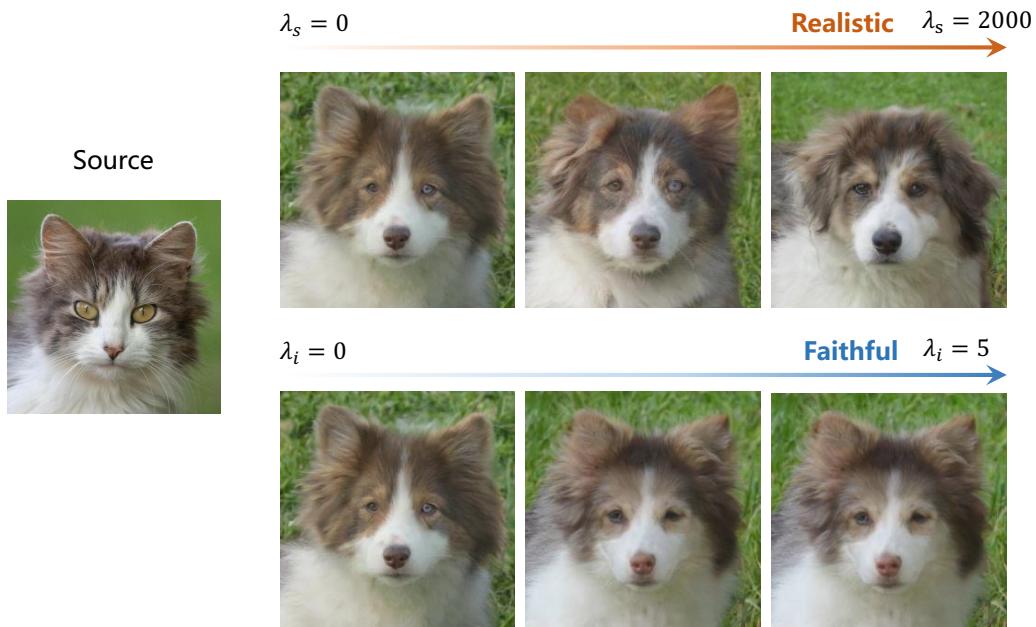 λₛ = 0 Realistic λₛ = 2000
Source
λᵢ = 0 Faithful λᵢ = 5